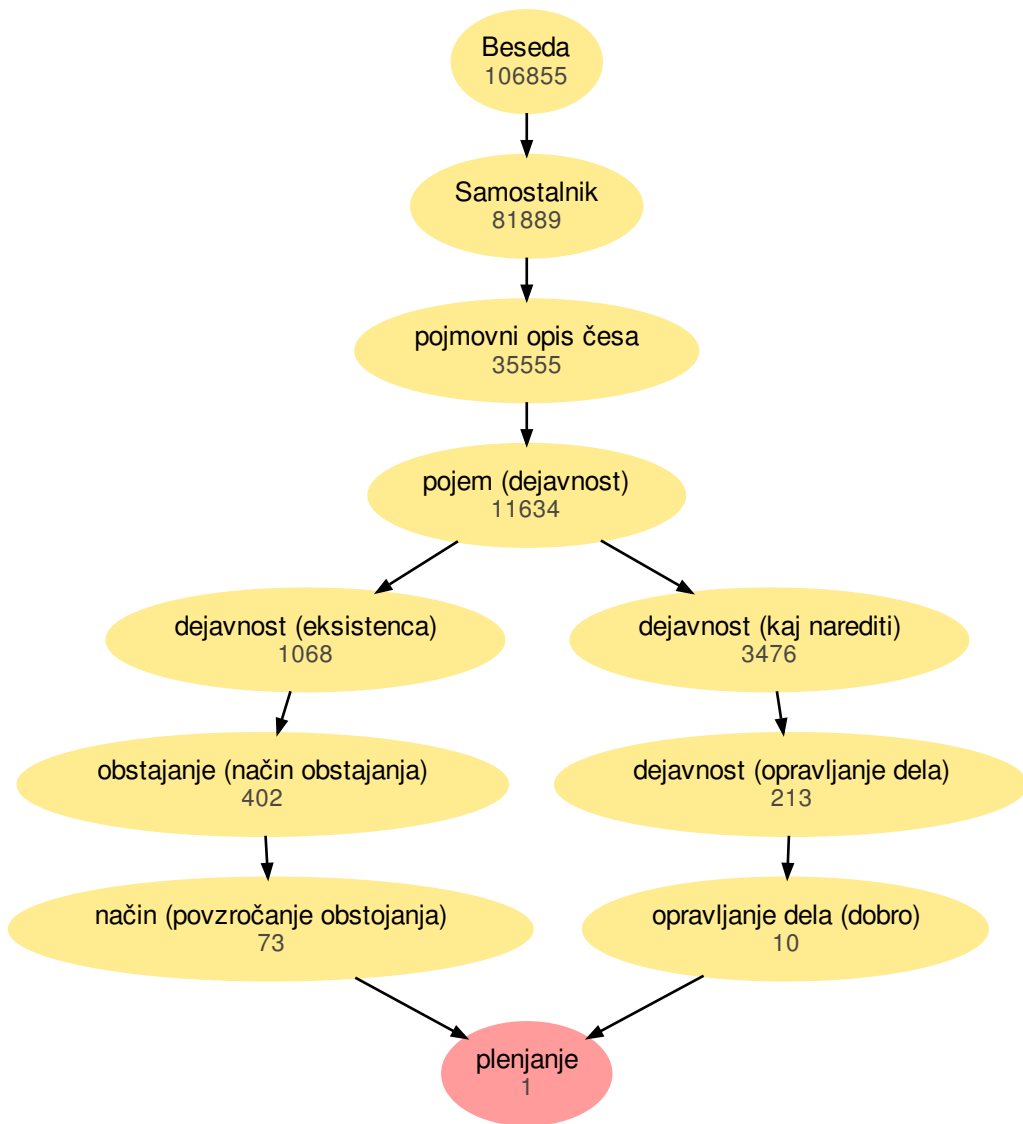 Beseda
106855
Samostalnik
81889
pojmovni opis česa
35555
pojem (dejavnost)
11634
dejavnost (eksistenca)
1068
dejavnost (kaj narediti)
3476
obstajanje (način obstajanja)
402
dejavnost (opravljanje dela)
213
način (povzročanje obstojanja)
73
opravljanje dela (dobro)
10
plenjanje
1